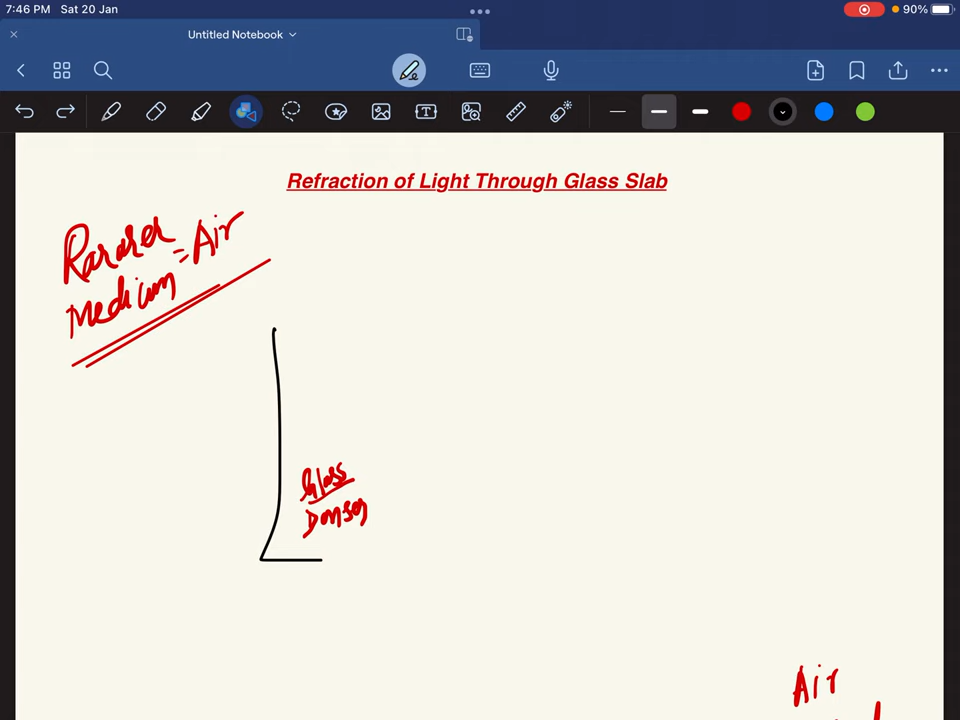 7:46 PM Sat 20 Jan
90%
Untitled Notebook
Refraction of Light Through Glass Slab
Rararer
Medium = Air
Glass
Denser
Air